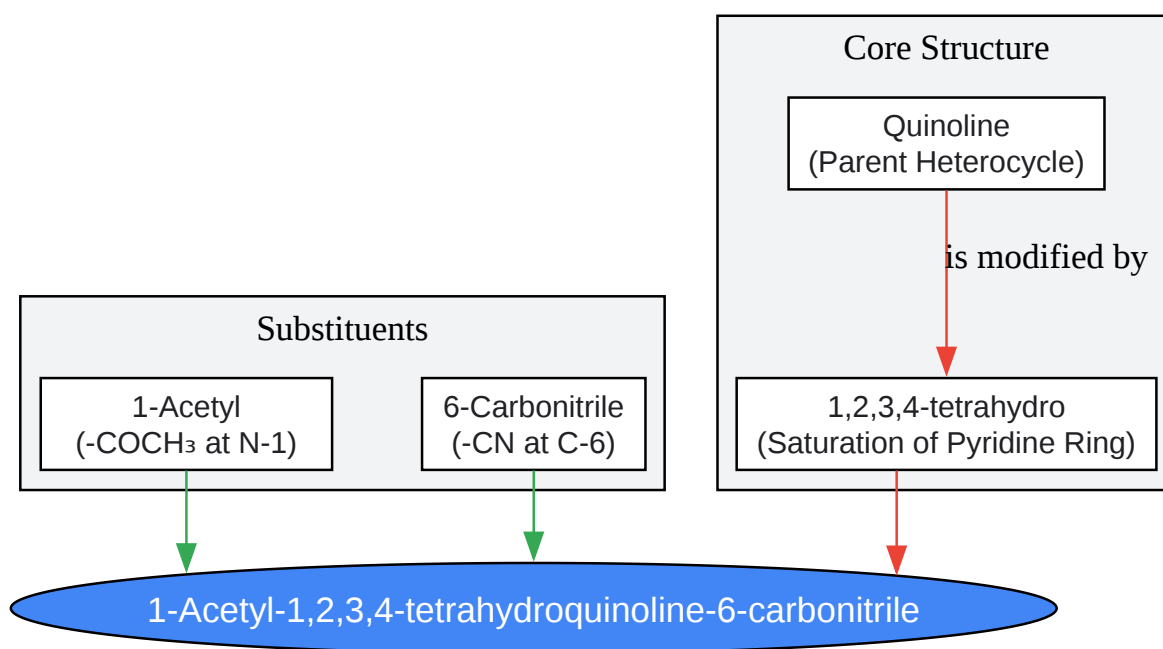 Core Structure
Quinoline
(Parent Heterocycle)
is modified by
Substituents
1-Acetyl
(-COCH₃ at N-1)
6-Carbonitrile
(-CN at C-6)
1,2,3,4-tetrahydro
(Saturation of Pyridine Ring)
1-Acetyl-1,2,3,4-tetrahydroquinoline-6-carbonitrile